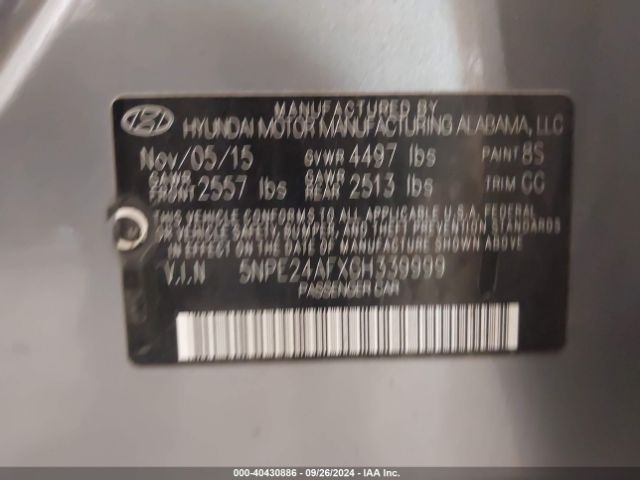 MANUFACTURED BY
HYUNDAI MOTOR MANUFACTURING ALABAMA, LLC
Nov/05/15 GVWR 4497 lbs PAINT 8S
GAWR FRONT 2557 lbs GAWR REAR 2513 lbs TRIM GG
THIS VEHICLE CONFORMS TO ALL APPLICABLE U.S.A. FEDERAL
MOTOR VEHICLE SAFETY, BUMPER, AND THEFT PREVENTION
STANDARDS IN EFFECT ON THE DATE OF MANUFACTURE SHOWN ABOVE.
V.I.N 5NPE24AFXGH339999
PASSENGER CAR
000-40430886 - 09/26/2024 - IAA Inc.